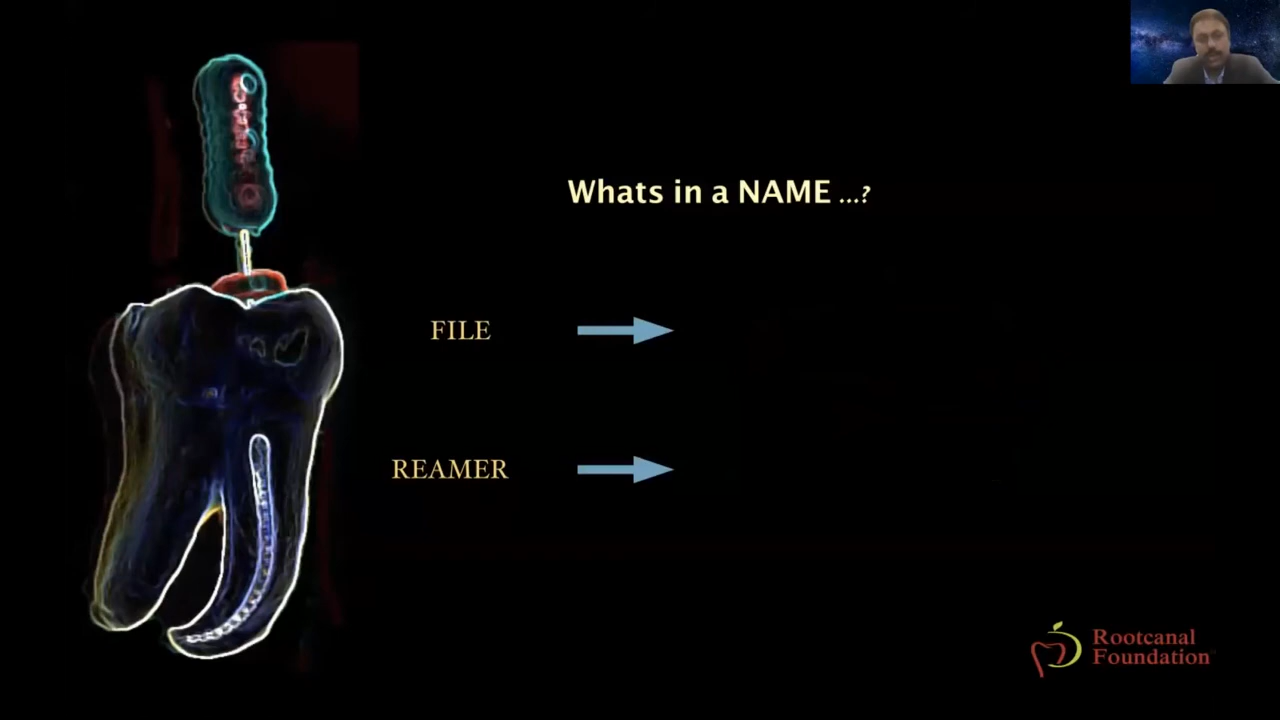 Whats in a NAME ...?
FILE
REAMER
Rootcanal
Foundation